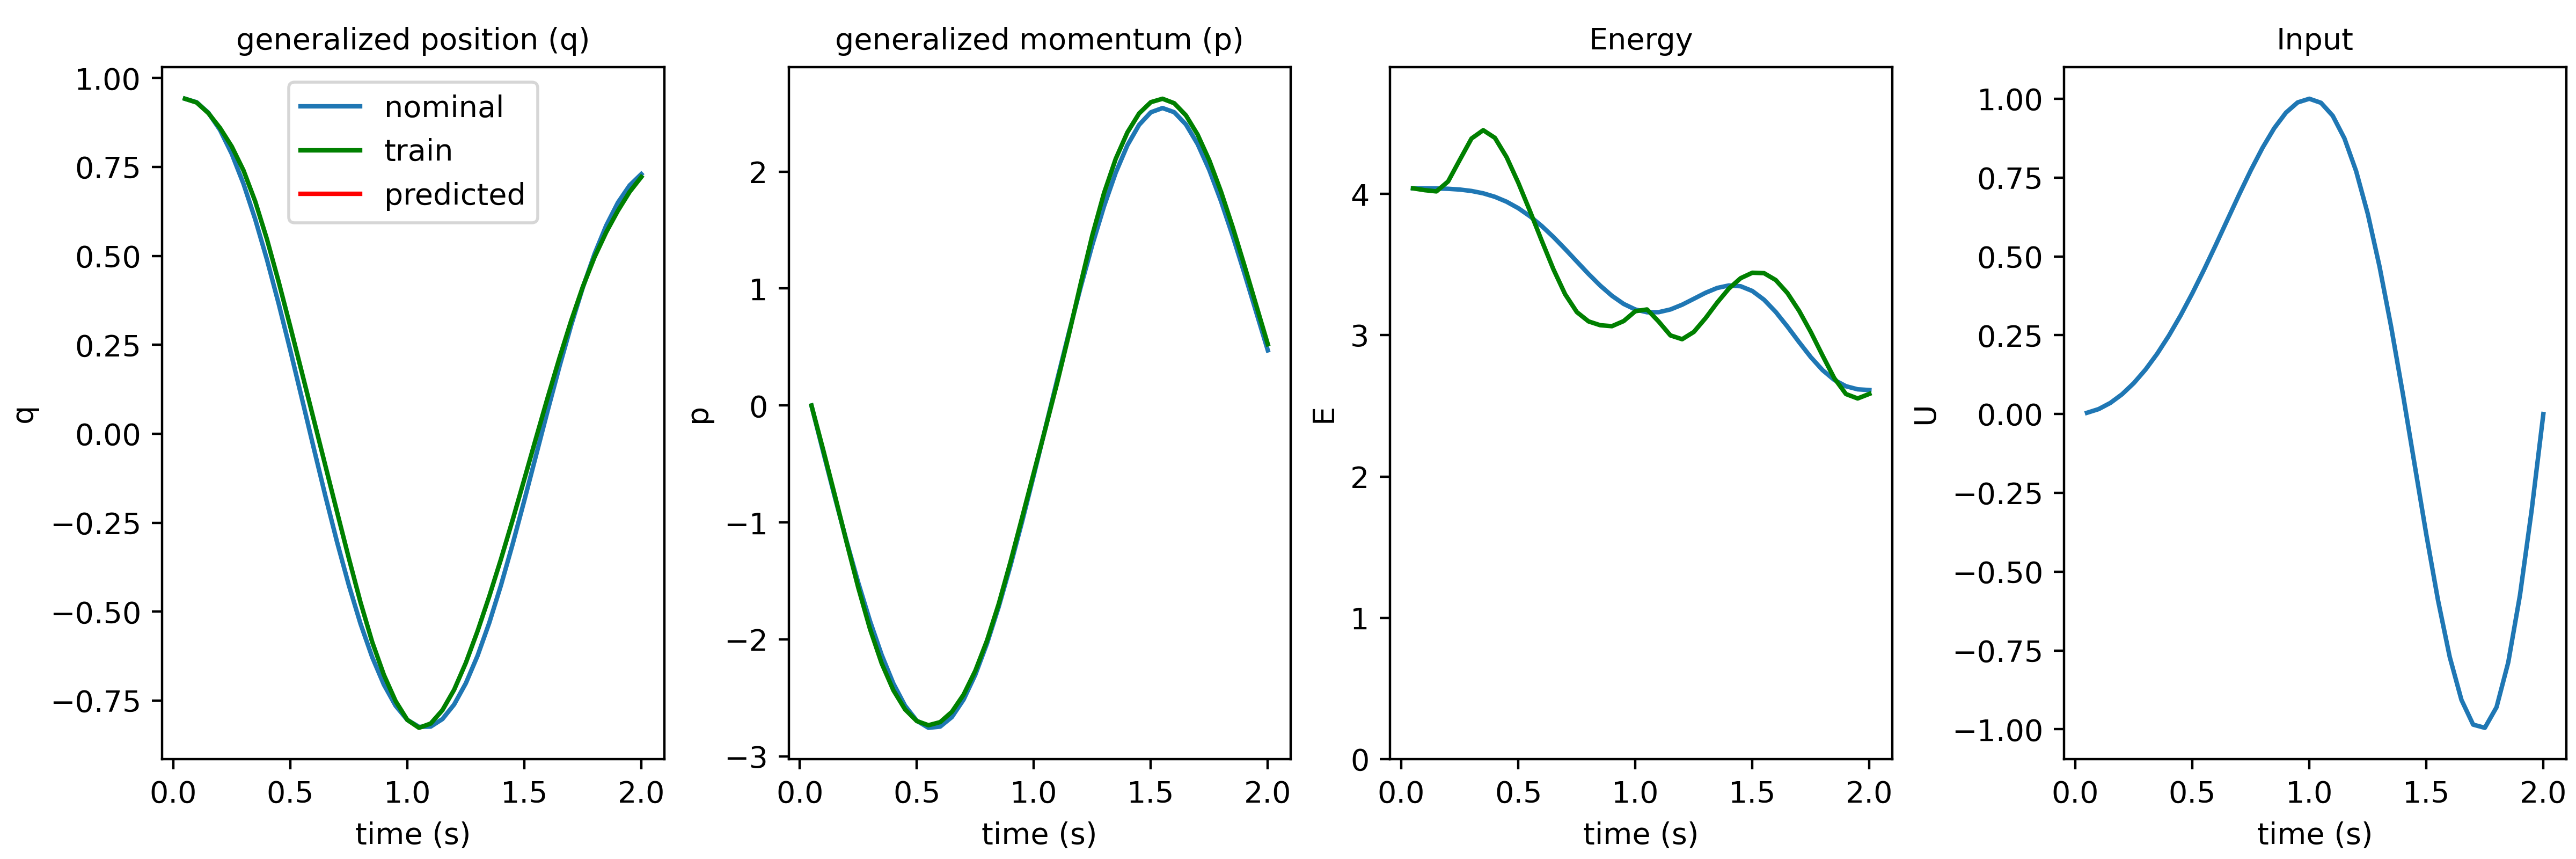 generalized position (q)
1.00
0.75
0.50
0.25
0.00
−0.25
−0.50
−0.75
q
nominal
train
predicted
0.0 0.5 1.0 1.5 2.0
time (s)
generalized momentum (p)
2
1
0
−1
−2
−3
p
0.0 0.5 1.0 1.5 2.0
time (s)
Energy
4
3
2
1
0
E
0.0 0.5 1.0 1.5 2.0
time (s)
Input
1.00
0.75
0.50
0.25
0.00
−0.25
−0.50
−0.75
−1.00
U
0.0 0.5 1.0 1.5 2.0
time (s)